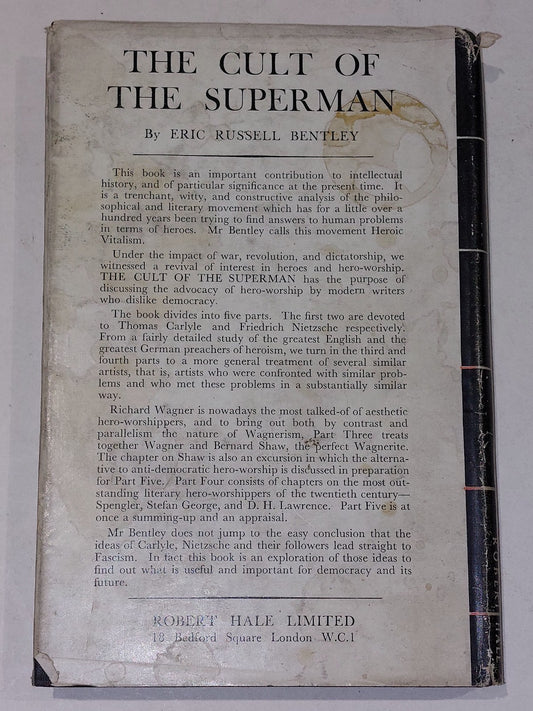 THE CULT OF
THE SUPERMAN
By ERIC RUSSELL BENTLEY
This book is an important contribution to intellectual
history, and of particular significance at the present time. It
is a trenchant, witty, and constructive analysis of the philo-
sophical and literary movement which has for a little over a
hundred years been trying to find answers to human problems
in terms of heroes. Mr Bentley calls this movement Heroic
Vitalism.
Under the impact of war, revolution, and dictatorship, we
witnessed a revival of interest in heroes and hero-worship.
THE CULT OF THE SUPERMAN has the purpose of
discussing the advocacy of hero-worship by modern writers
who dislike democracy.
The book divides into five parts. The first two are devoted
to Thomas Carlyle and Friedrich Nietzsche respectively.
From a fairly detailed study of the greatest English and the
greatest German preachers of heroism, we turn in the third and
fourth parts to a more general treatment of several similar
artists, that is, artists who were confronted with similar prob-
lems and who met these problems in a substantially similar
way.
Richard Wagner is nowadays the most talked-of of aesthetic
hero-worshippers, and to bring out both by contrast and
parallelism the nature of Wagnerism, Part Three treats
together Wagner and Bernard Shaw, the perfect Wagnerite.
The chapter on Shaw is also an excursion in which the alterna-
tive to anti-democratic hero-worship is discussed in preparation
for Part Five. Part Four consists of chapters on the most out-
standing literary hero-worshippers of the twentieth century—
Spengler, Stefan George, and D. H. Lawrence. Part Five is at
once a summing-up and an appraisal.
Mr Bentley does not jump to the easy conclusion that the
ideas of Carlyle, Nietzsche and their followers lead straight to
Fascism. In fact this book is an exploration of those ideas to
find out what is useful and important for democracy and its
future.
ROBERT HALE LIMITED
18 Bedford Square London W.C.1